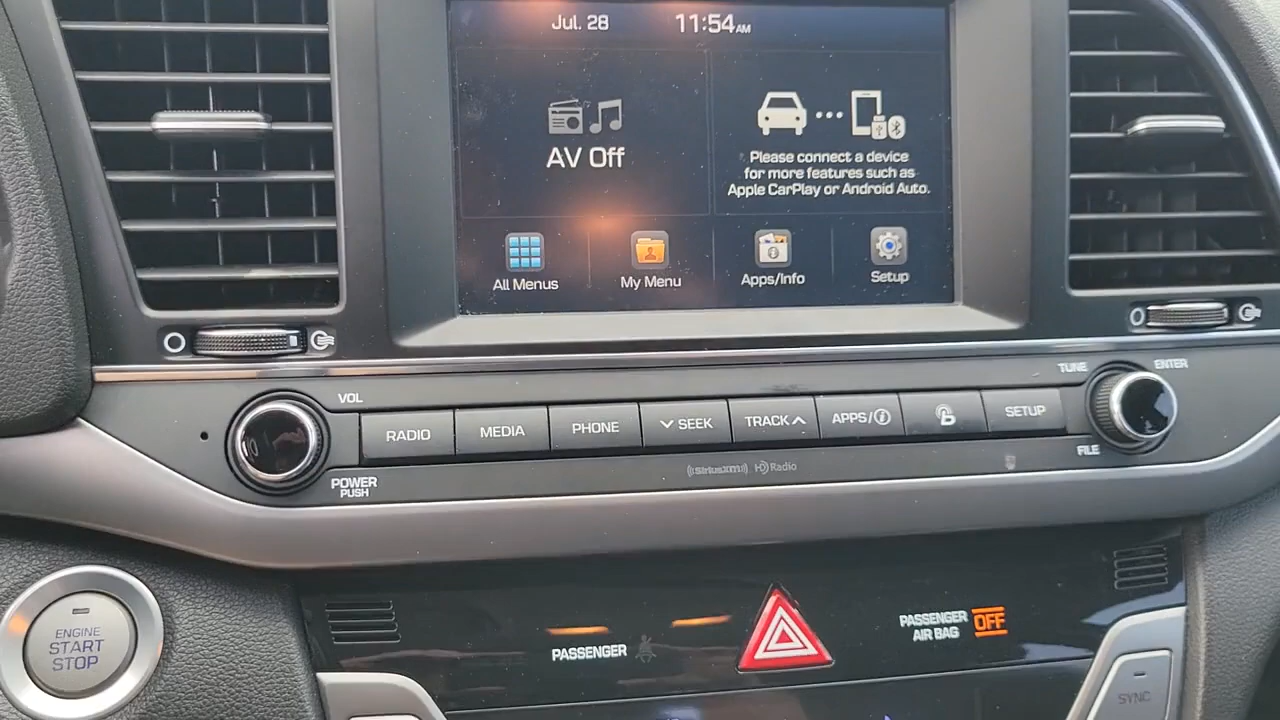 Jul. 28 11:54AM
AV Off
Please connect a device
for more features such as
Apple CarPlay or Android Auto.
All Menus
My Menu
Apps/Info
Setup
VOL
TUNE
ENTER
RADIO
MEDIA
PHONE
SEEK
TRACK
APPS/i
SETUP
POWER
PUSH
FILE
((SiriusXM))
HD Radio
ENGINE
START
STOP
PASSENGER
PASSENGER
AIR BAG
OFF
SYNC